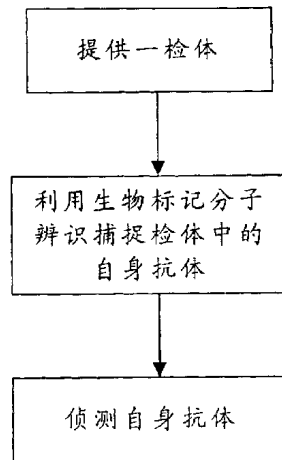 提供一检体
利用生物标记分子
辨识捕捉检体中的
自身抗体
侦测自身抗体